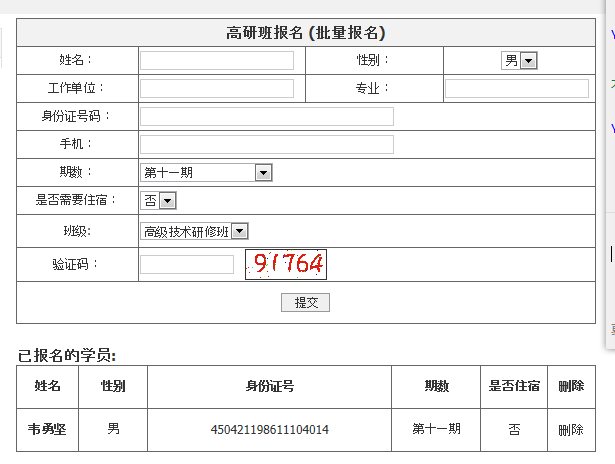 高研班报名 (批量报名)
姓名： 性别： 男
工作单位： 专业：
身份证号码：
手机：
期数： 第十一期
是否需要住宿： 否
班级: 高级技术研修班
验证码： 91764
提交
已报名的学员:
姓名 性别 身份证号 期数 是否住宿 删除
韦勇坚 男 450421198611104014 第十一期 否 删除